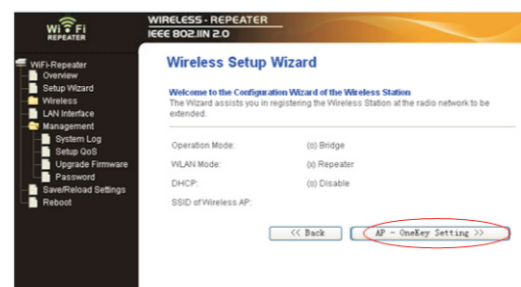 Wi Fi
REPEATER
WIRELESS - REPEATER
IEEE 802.11N 2.0
WiFi-Repeater
Overview
Setup Wizard
Wireless
LAN Interface
Management
System Log
Setup QoS
Upgrade Firmware
Password
Save/Reload Settings
Reboot
Wireless Setup Wizard
Welcome to the Configuration Wizard of the Wireless Station
The Wizard assists you in registering the Wireless Station at the radio network to be
extended.
Operation Mode: (o) Bridge
WLAN Mode: (x) Repeater
DHCP: (o) Disable
SSID of Wireless AP:
<< Back
AP - OneKey Setting >>